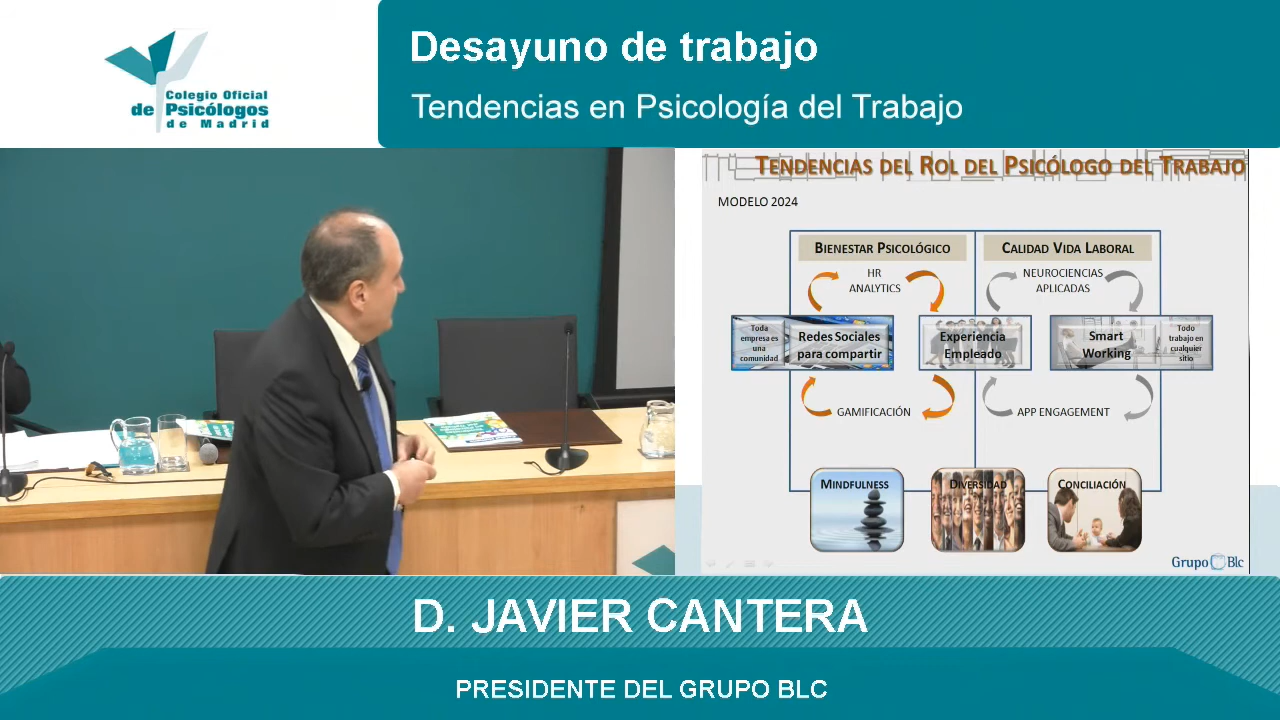 Colegio Oficial
de Psicólogos
de Madrid
Desayuno de trabajo
Tendencias en Psicología del Trabajo
TENDENCIAS DEL ROL DEL PSICÓLOGO DEL TRABAJO
MODELO 2024
BIENESTAR PSICOLÓGICO
CALIDAD VIDA LABORAL
HR
ANALYTICS
NEUROCIENCIAS
APLICADAS
Toda
empresa es
una
comunidad
Redes Sociales
para compartir
Experiencia
Empleado
Smart
Working
Todo
trabajo en
cualquier
sitio
GAMIFICACIÓN
APP ENGAGEMENT
MINDFULNESS
DIVERSIDAD
CONCILIACIÓN
Grupo Blc
D. JAVIER CANTERA
PRESIDENTE DEL GRUPO BLC